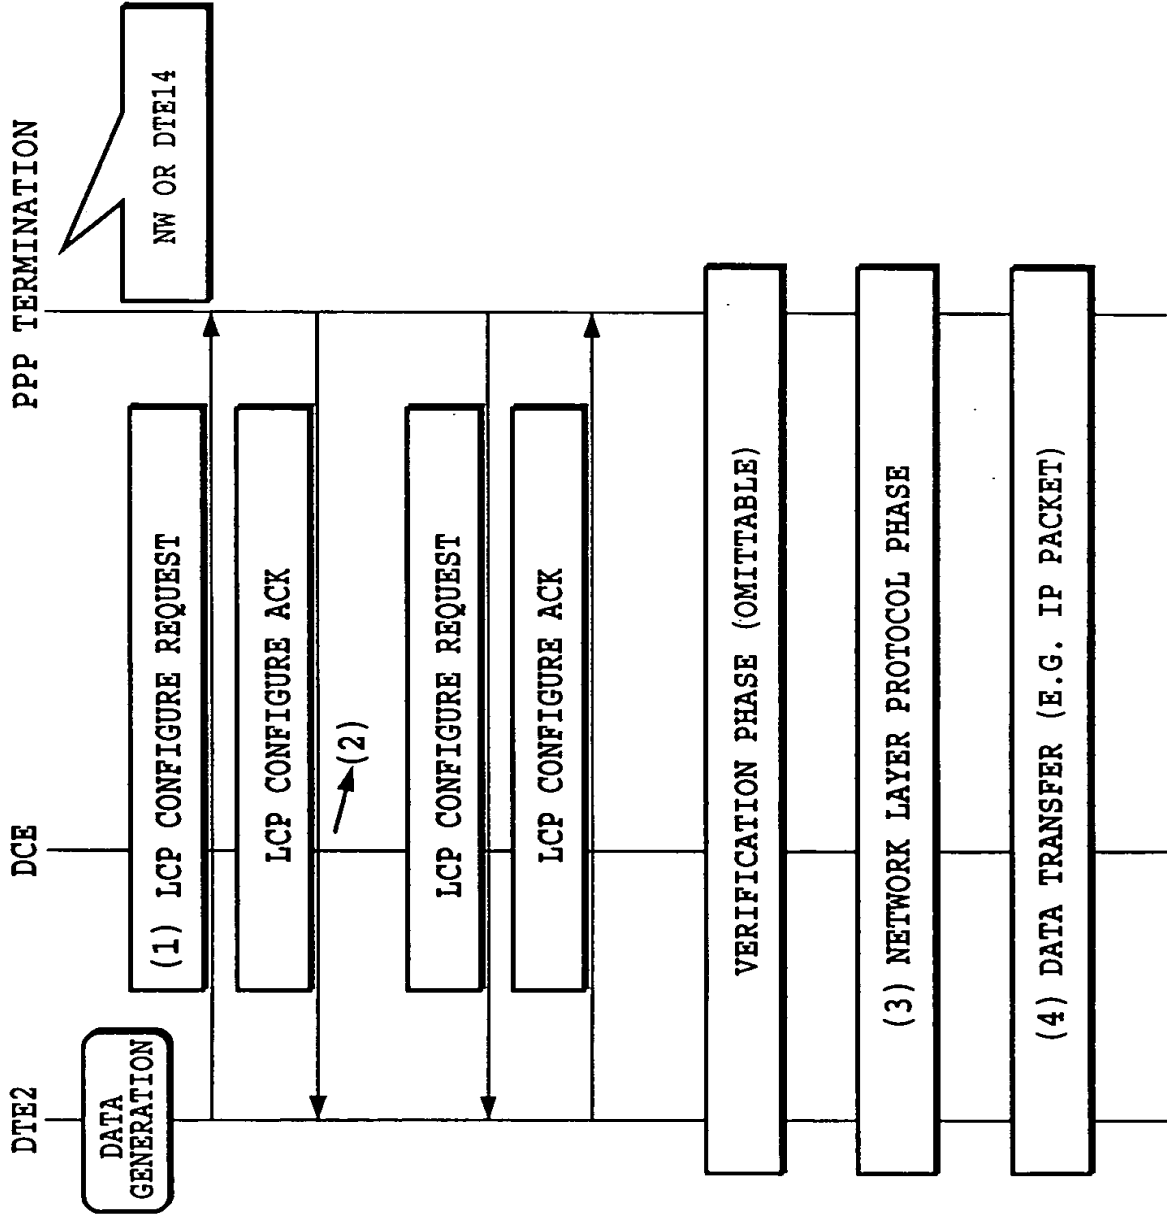 DTE2
DCE
PPP TERMINATION
DATA
GENERATION
NW OR DTE14
(1) LCP CONFIGURE REQUEST
LCP CONFIGURE ACK
(2)
LCP CONFIGURE REQUEST
LCP CONFIGURE ACK
VERIFICATION PHASE (OMITTABLE)
(3) NETWORK LAYER PROTOCOL PHASE
(4) DATA TRANSFER (E.G. IP PACKET)